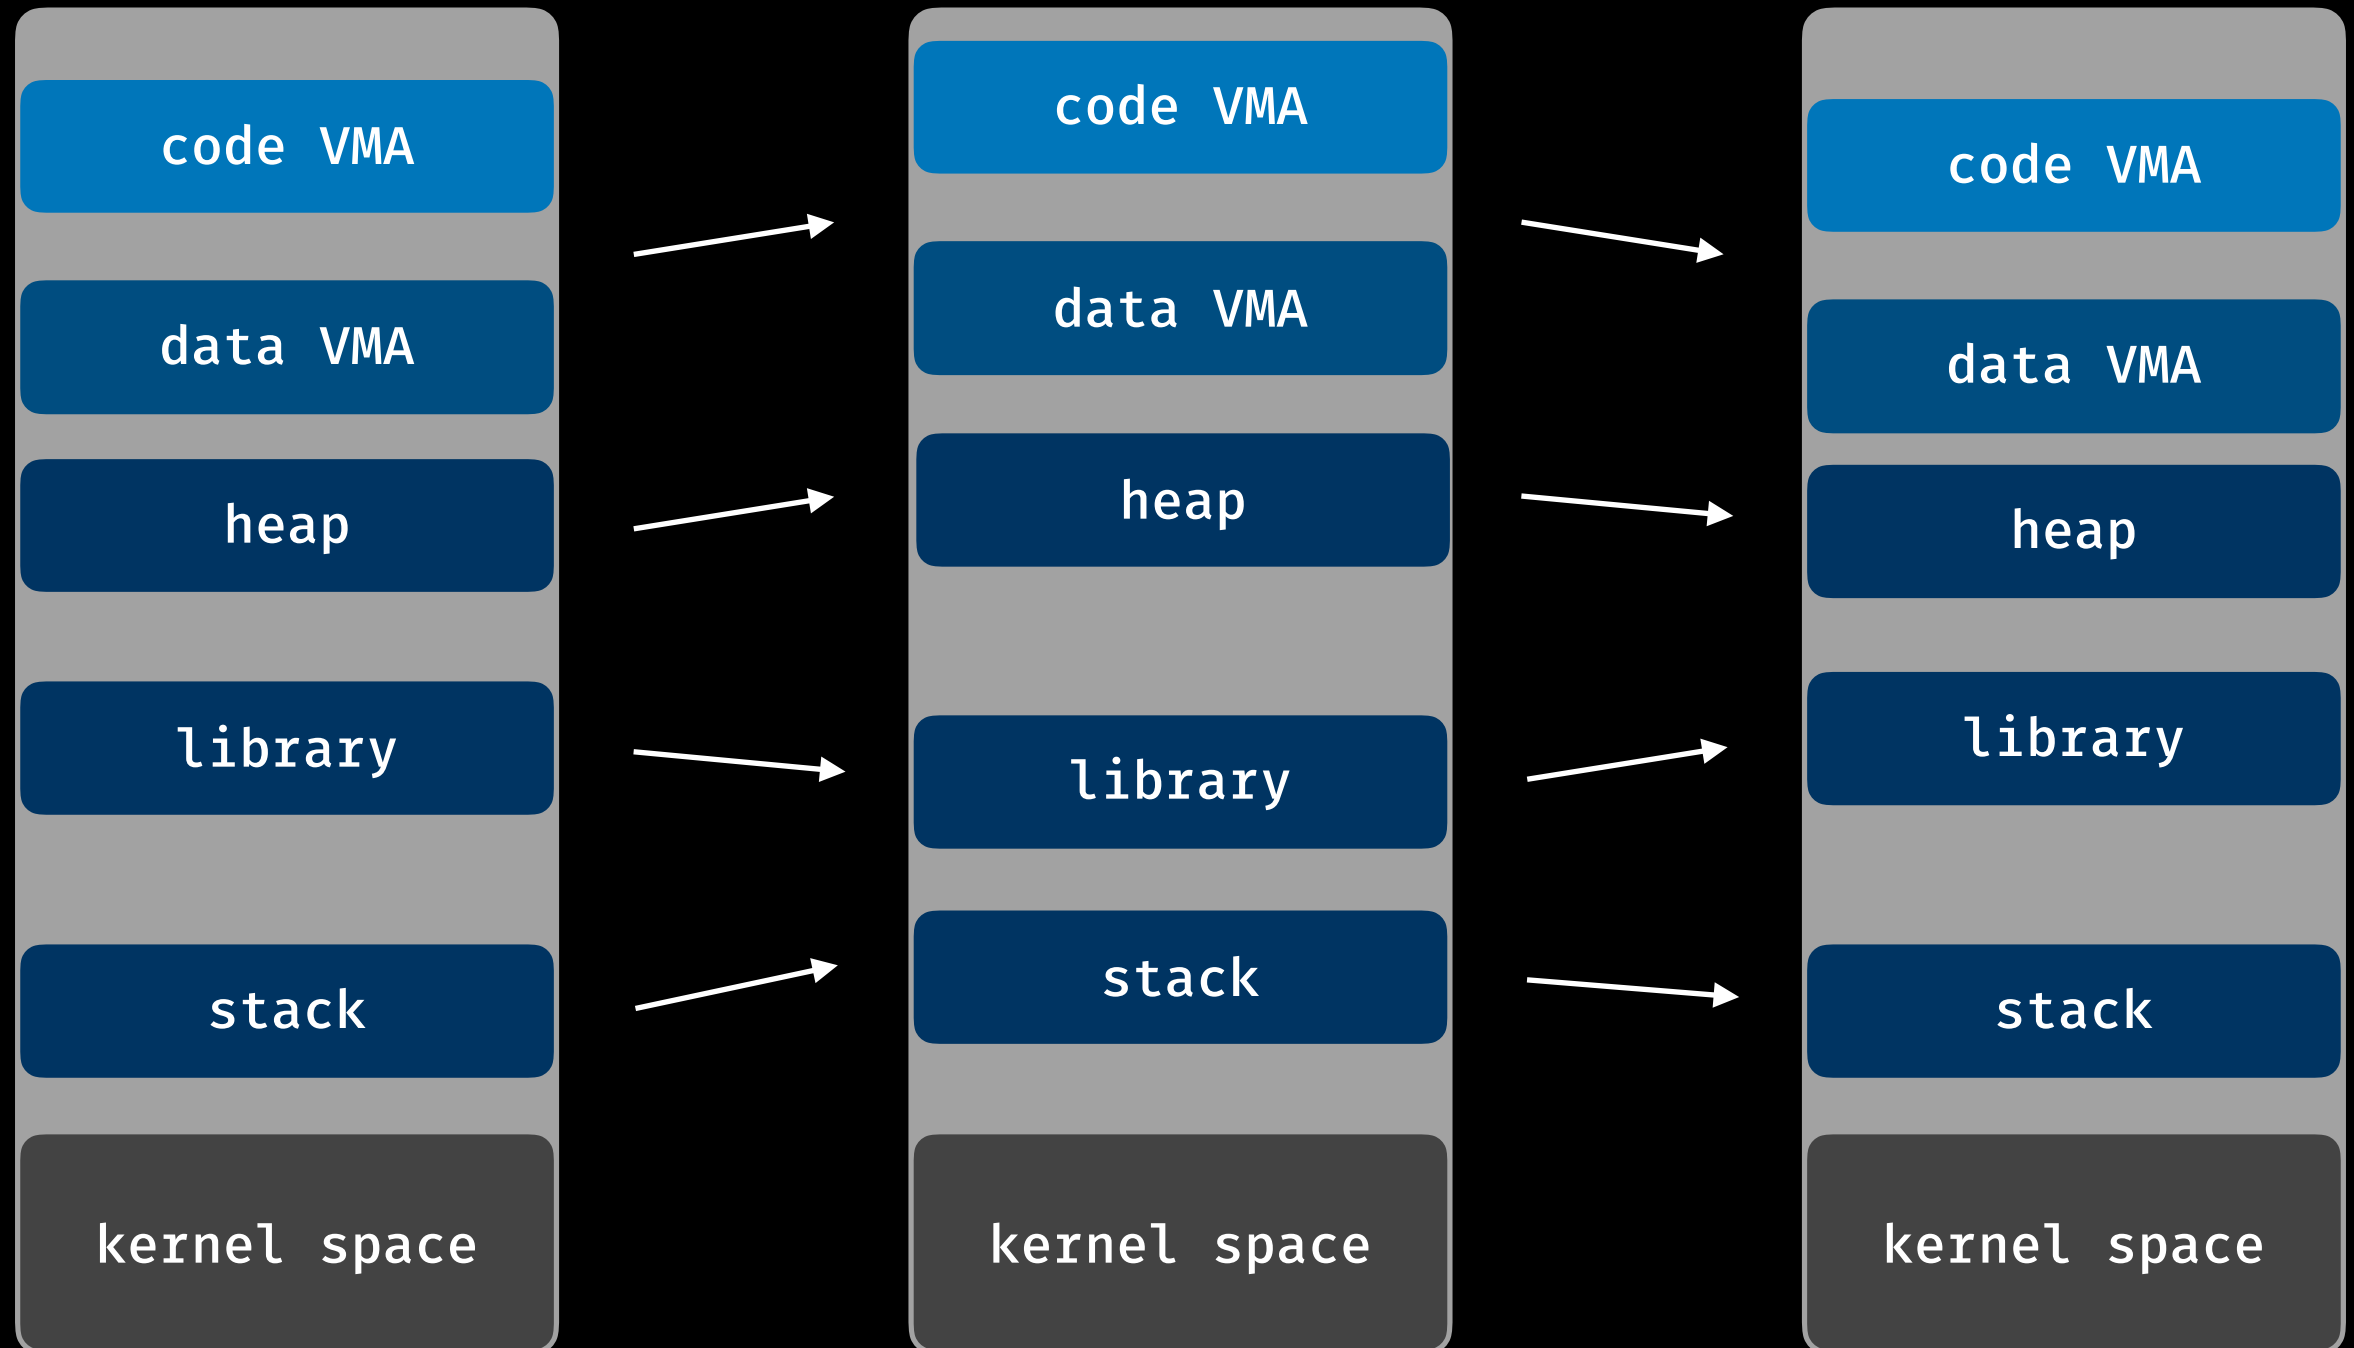 code VMA
data VMA
heap
library
stack
kernel space
code VMA
data VMA
heap
library
stack
kernel space
code VMA
data VMA
heap
library
stack
kernel space